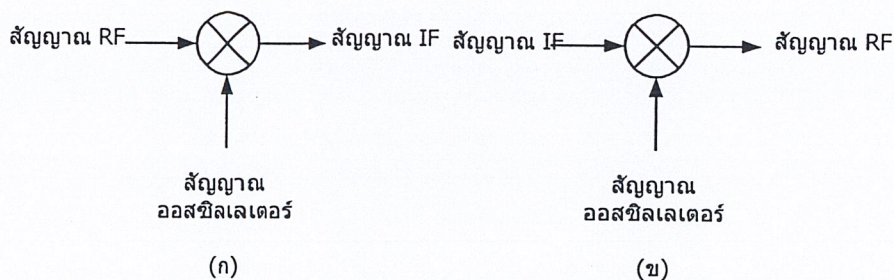 สัญญาณ RF
สัญญาณ IF
สัญญาณ
ออสซิลเลเตอร์
(ก)
สัญญาณ IF
สัญญาณ RF
สัญญาณ
ออสซิลเลเตอร์
(ข)